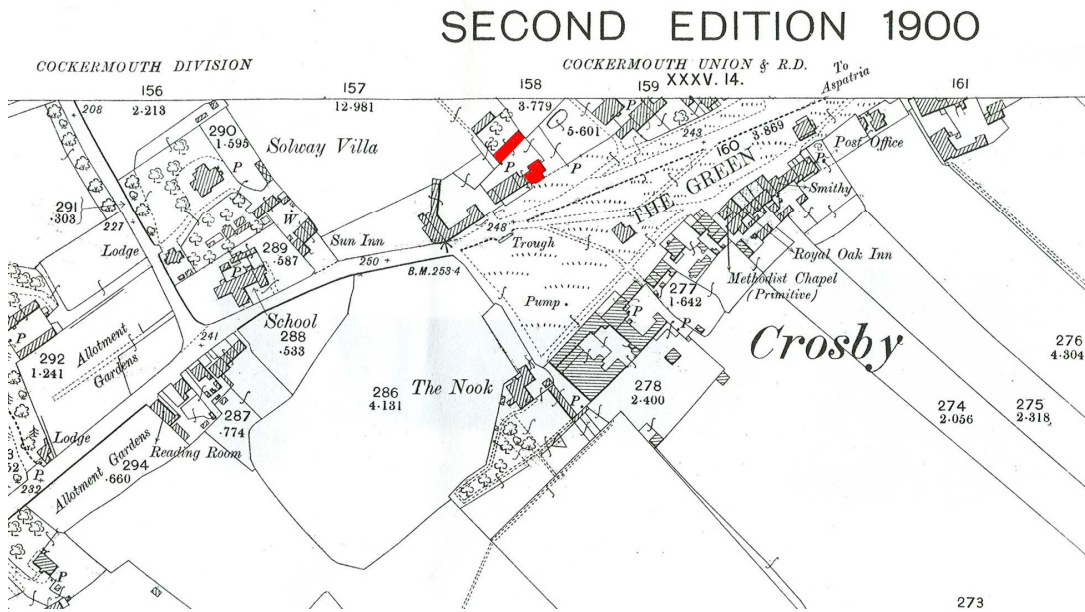 SECOND EDITION 1900
COCKERMOUTH DIVISION
COCKERMOUTH UNION & R.D.
XXXV. 14.
To
Aspatria
156
2·213
157
12·981
158
3·779
159
161
208
290
1·595
P
Solway Villa
5·601
P
243
3·869
160
THE GREEN
Post Office
P
P
P
291
·303
227
Lodge
W
289
·587
P
Sun Inn
250
248
Trough
B.M. 253·4
Smithy
Royal Oak Inn
Methodist Chapel
(Primitive)
277
1·642
Pump
P
P
School
288
·533
241
Crosby
276
4·304
292
1·241
P
Allotment
Gardens
286
4·131
The Nook
278
2·400
P
274
2·056
275
2·318
287
·774
Lodge
Reading Room
Allotment Gardens
294
·660
P
232
P
273